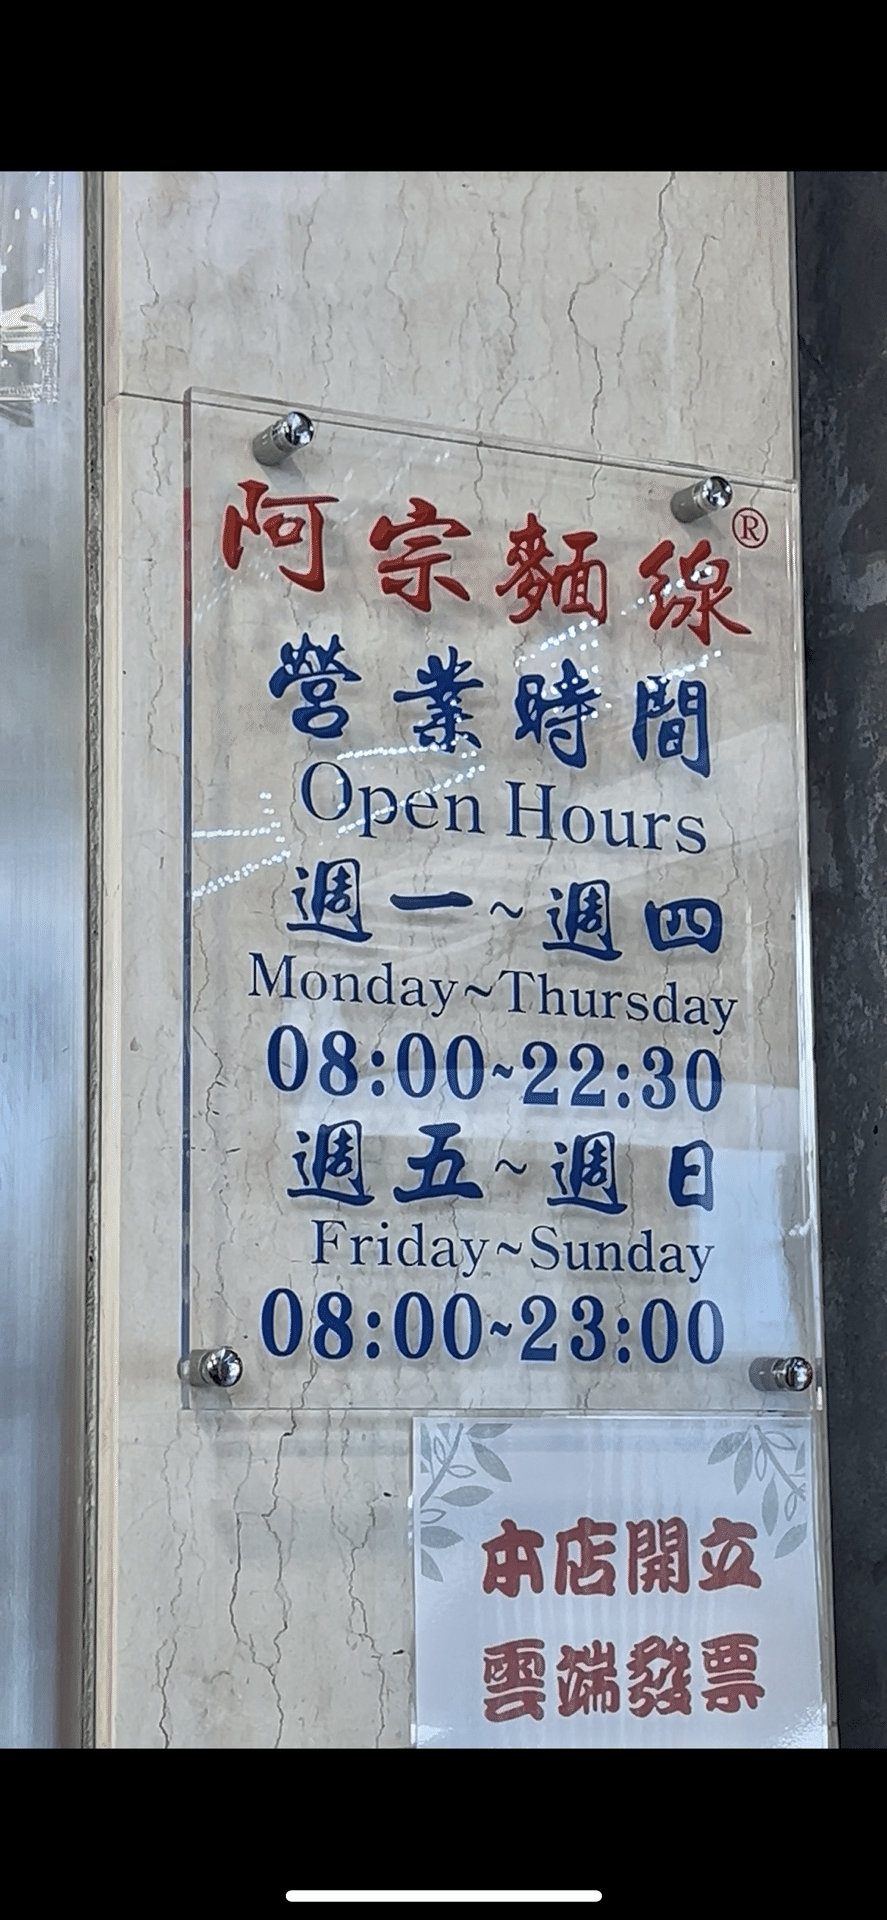 阿宗麵線®
營業時間
Open Hours
週一~週四
Monday~Thursday
08:00~22:30
週五~週日
Friday~Sunday
08:00~23:00
本店開立
雲端發票